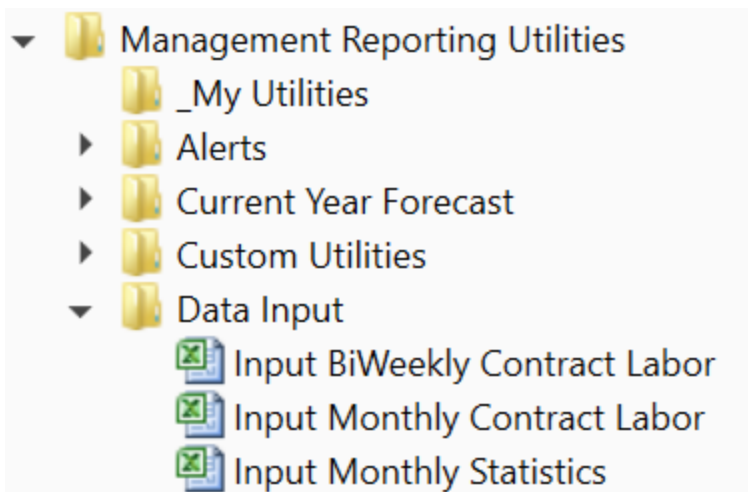 Management Reporting Utilities
_My Utilities
Alerts
Current Year Forecast
Custom Utilities
Data Input
Input BiWeekly Contract Labor
Input Monthly Contract Labor
Input Monthly Statistics